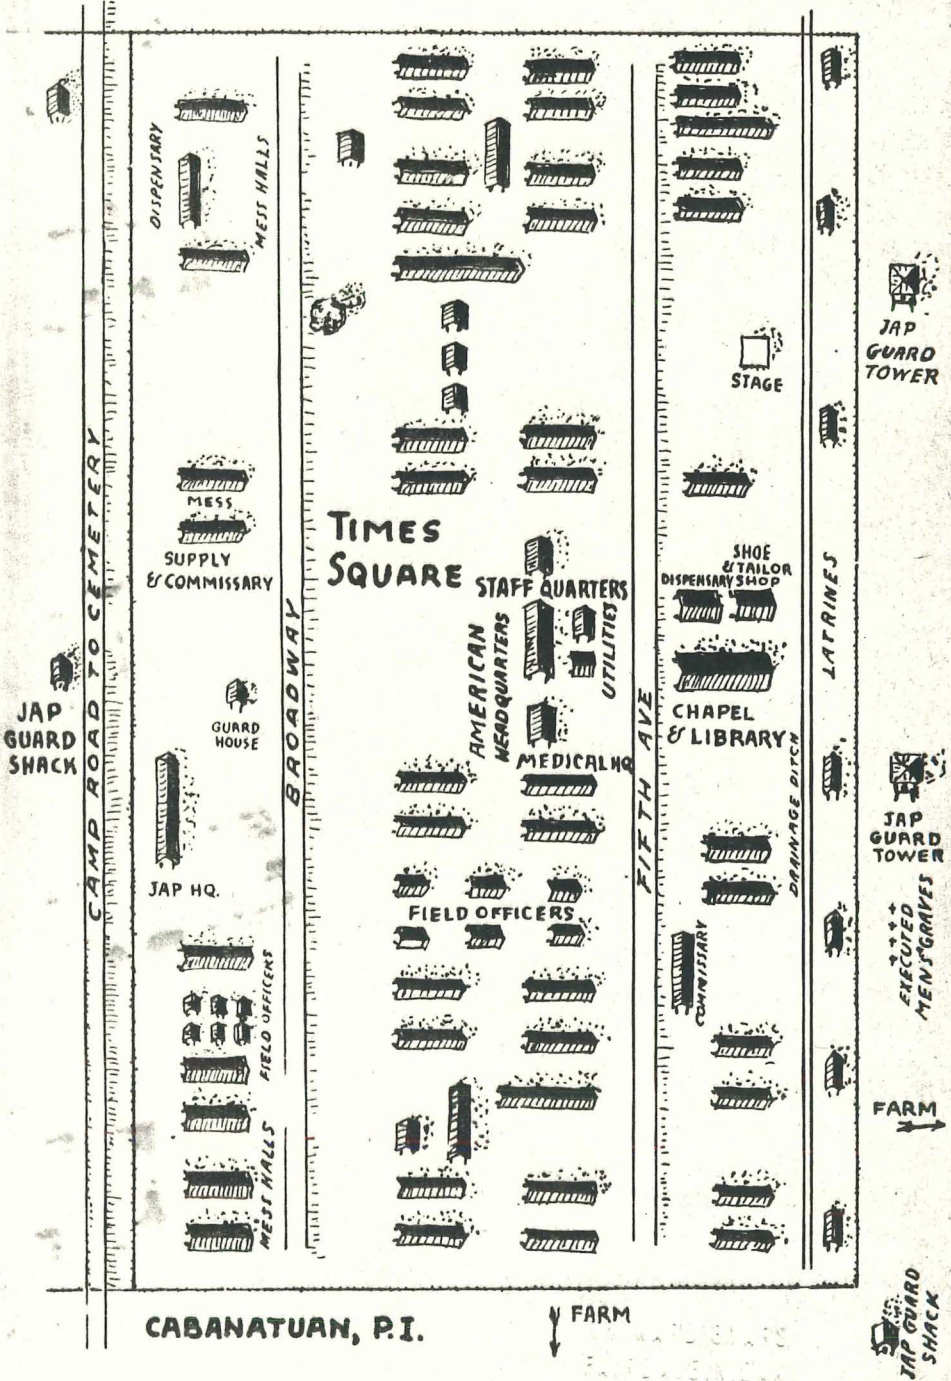 DISPENSARY
MESS HALLS
JAP
GUARD
TOWER
STAGE
CAMP ROAD TO CEMETERY
MESS
SUPPLY
& COMMISSARY
TIMES
SQUARE
STAFF QUARTERS
AMERICAN
HEADQUARTERS
UTILITIES
MEDICAL HQ
SHOE
& TAILOR
SHOP
DISPENSARY
LATRINES
CHAPEL
& LIBRARY
DRAINAGE DITCH
BROADWAY
FIFTH AVE
JAP
GUARD
SHACK
GUARD
HOUSE
JAP HQ.
JAP
GUARD
TOWER
FIELD OFFICERS
EXECUTED
MENS GRAVES
COMMISSARY
FIELD OFFICERS
MESS HALLS
FARM
CABANATUAN, P.I.
FARM
JAP GUARD
SHACK